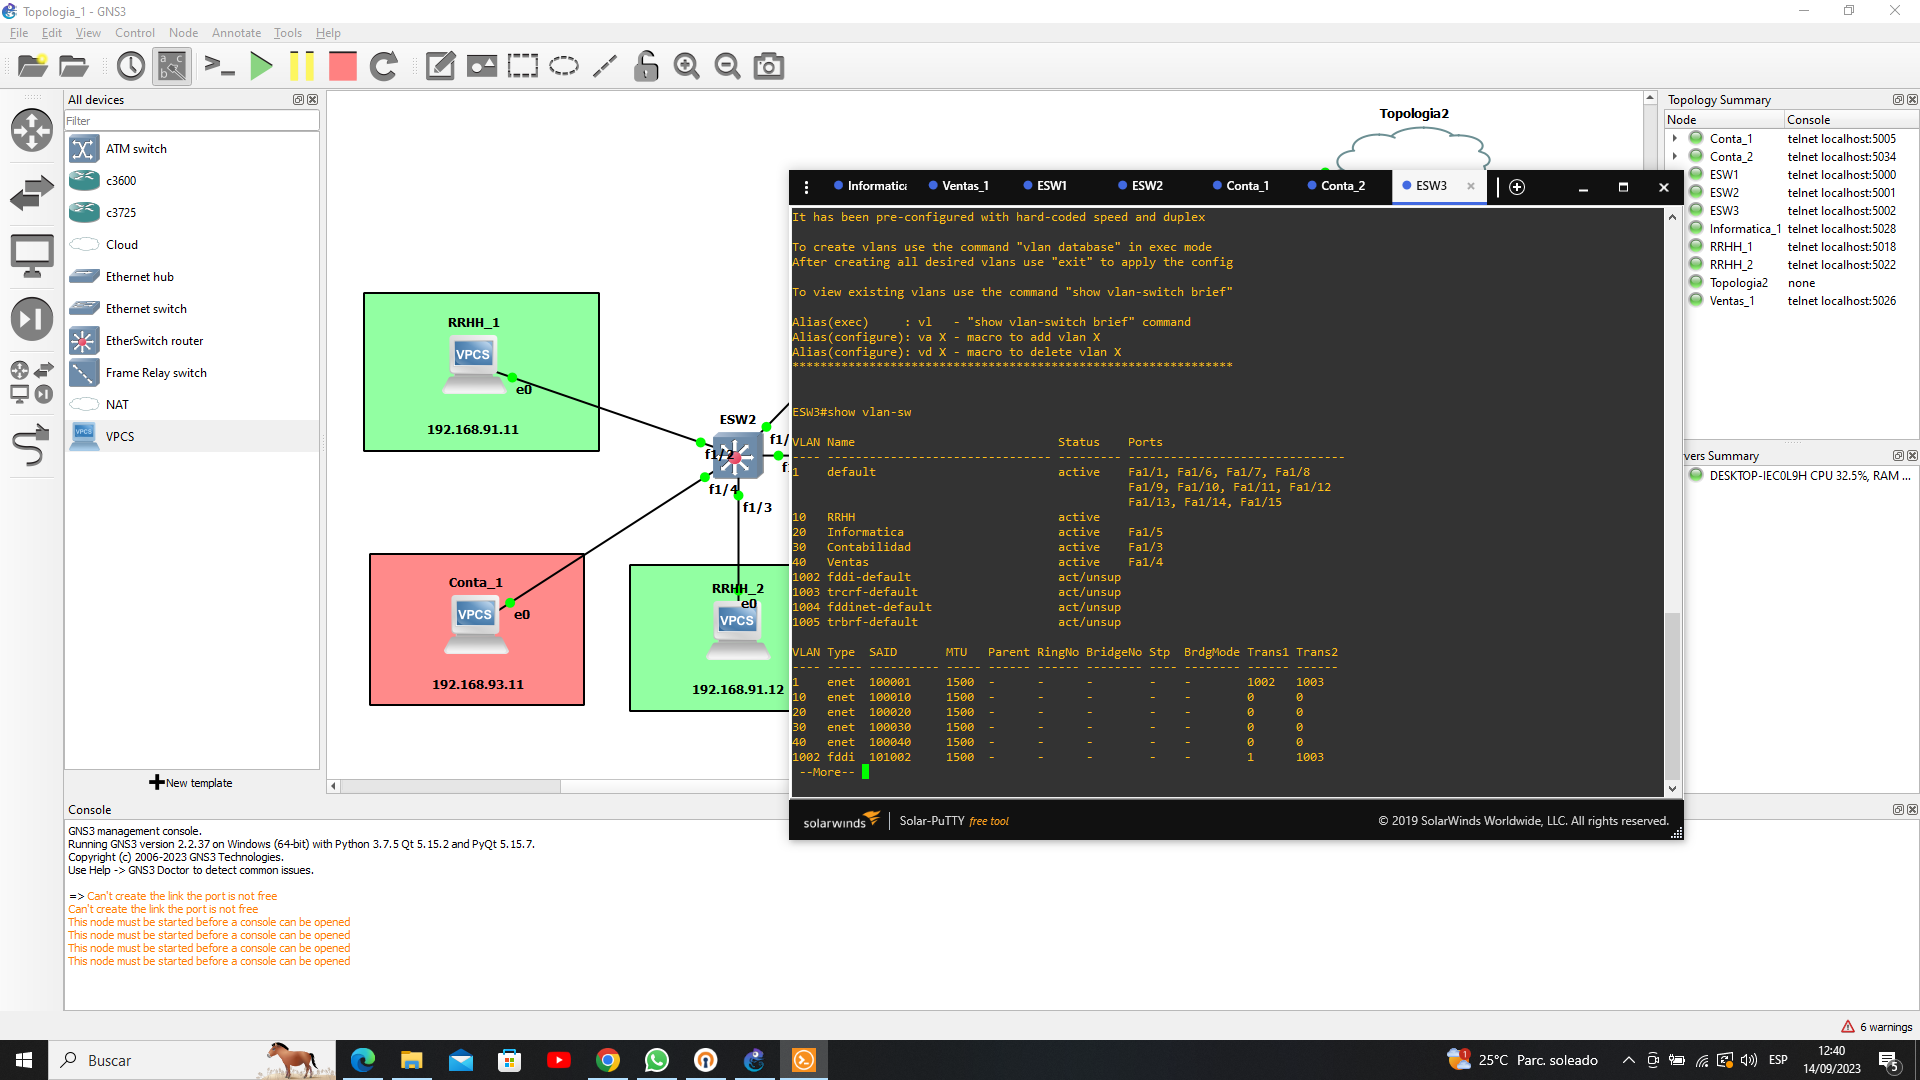 Topologia_1 - GNS3
File Edit View Control Node Annotate Tools Help
All devices
Filter
ATM switch
c3600
c3725
Cloud
Ethernet hub
Ethernet switch
EtherSwitch router
Frame Relay switch
NAT
VPCS
New template
Topologia2
RRHH_1
VPCS
e0
192.168.91.11
ESW2
f1/2
f1/4
f1/3
Conta_1
VPCS
e0
192.168.93.11
RRHH_2
e0
VPCS
192.168.91.12
Informatica
Ventas_1
ESW1
ESW2
Conta_1
Conta_2
ESW3
It has been pre-configured with hard-coded speed and duplex
To create vlans use the command "vlan database" in exec mode
After creating all desired vlans use "exit" to apply the config
To view existing vlans use the command "show vlan-switch brief"
Alias(exec)     : vl   - "show vlan-switch brief" command
Alias(configure): va X - macro to add vlan X
Alias(configure): vd X - macro to delete vlan X
***************************************************************
ESW3#show vlan-sw
VLAN Name                             Status    Ports
---- -------------------------------- --------- -------------------------------
1    default                          active    Fa1/1, Fa1/6, Fa1/7, Fa1/8
                                                Fa1/9, Fa1/10, Fa1/11, Fa1/12
                                                Fa1/13, Fa1/14, Fa1/15
10   RRHH                             active
20   Informatica                      active    Fa1/5
30   Contabilidad                     active    Fa1/3
40   Ventas                           active    Fa1/4
1002 fddi-default                     act/unsup
1003 trcrf-default                    act/unsup
1004 fddinet-default                  act/unsup
1005 trbrf-default                    act/unsup
VLAN Type  SAID       MTU   Parent RingNo BridgeNo Stp  BrdgMode Trans1 Trans2
---- ----- ---------- ----- ------ ------ -------- ---- -------- ------ ------
1    enet  100001     1500  -      -      -        -    -        1002   1003
10   enet  100010     1500  -      -      -        -    -        0      0
20   enet  100020     1500  -      -      -        -    -        0      0
30   enet  100030     1500  -      -      -        -    -        0      0
40   enet  100040     1500  -      -      -        -    -        0      0
1002 fddi  101002     1500  -      -      -        -    -        1      1003
 --More--
solarwinds Solar-PuTTY free tool © 2019 SolarWinds Worldwide, LLC. All rights reserved.
Topology Summary
Node Console
Conta_1 telnet localhost:5005
Conta_2 telnet localhost:5034
ESW1 telnet localhost:5000
ESW2 telnet localhost:5001
ESW3 telnet localhost:5002
Informatica_1 telnet localhost:5028
RRHH_1 telnet localhost:5018
RRHH_2 telnet localhost:5022
Topologia2 none
Ventas_1 telnet localhost:5026
vers Summary
DESKTOP-IEC0L9H CPU 32.5%, RAM ...
Console
GNS3 management console.
Running GNS3 version 2.2.37 on Windows (64-bit) with Python 3.7.5 Qt 5.15.2 and PyQt 5.15.7.
Copyright (c) 2006-2023 GNS3 Technologies.
Use Help -> GNS3 Doctor to detect common issues.
=> Can't create the link the port is not free
Can't create the link the port is not free
This node must be started before a console can be opened
This node must be started before a console can be opened
This node must be started before a console can be opened
This node must be started before a console can be opened
6 warnings
Buscar
25°C Parc. soleado
ESP
12:40
14/09/2023
5